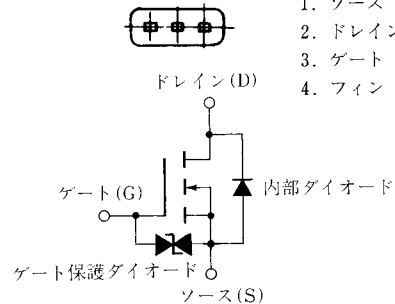 1. ソース
2. ドレイン
3. ゲート
4. フィン
ドレイン(D)
ゲート(G)
内部ダイオード
ゲート保護ダイオード
ソース(S)